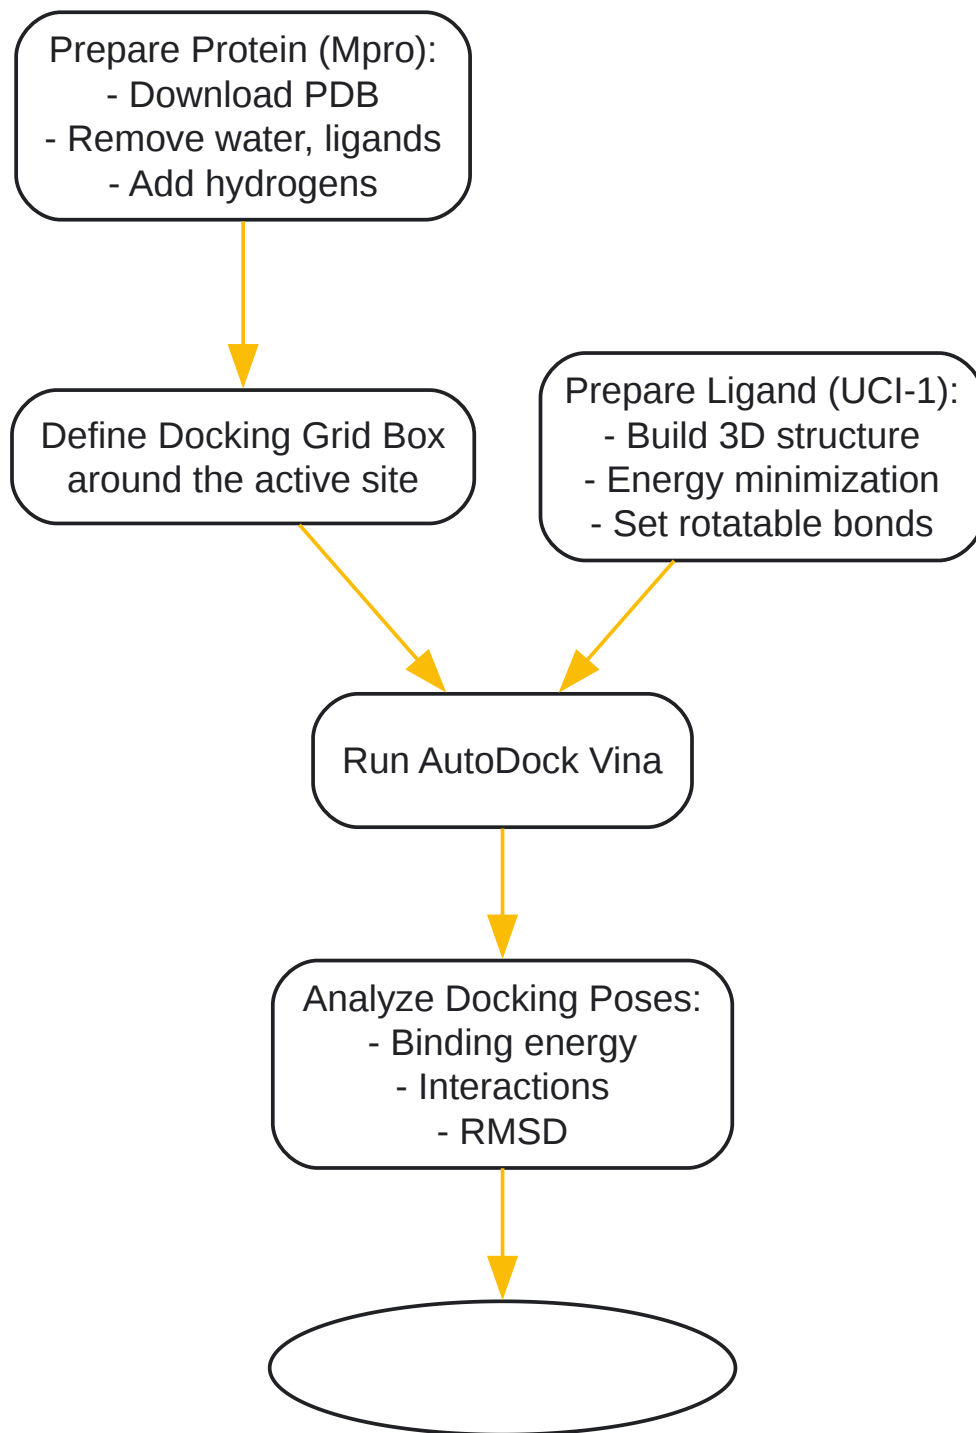 Prepare Protein (Mpro):
- Download PDB
- Remove water, ligands
- Add hydrogens
Define Docking Grid Box
around the active site
Prepare Ligand (UCI-1):
- Build 3D structure
- Energy minimization
- Set rotatable bonds
Run AutoDock Vina
Analyze Docking Poses:
- Binding energy
- Interactions
- RMSD